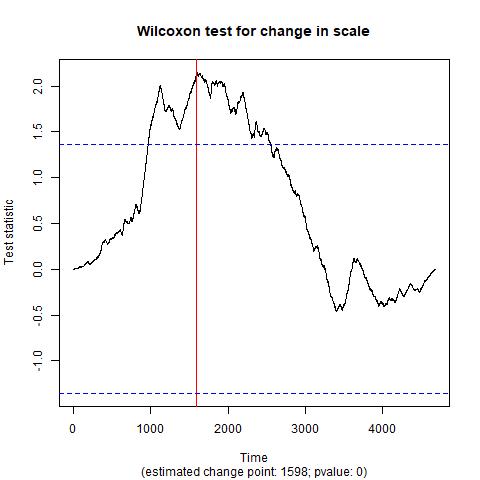 Wilcoxon test for change in scale
Test statistic
2.0
1.5
1.0
0.5
0.0
-0.5
-1.0
0 1000 2000 3000 4000
Time
(estimated change point: 1598; pvalue: 0)